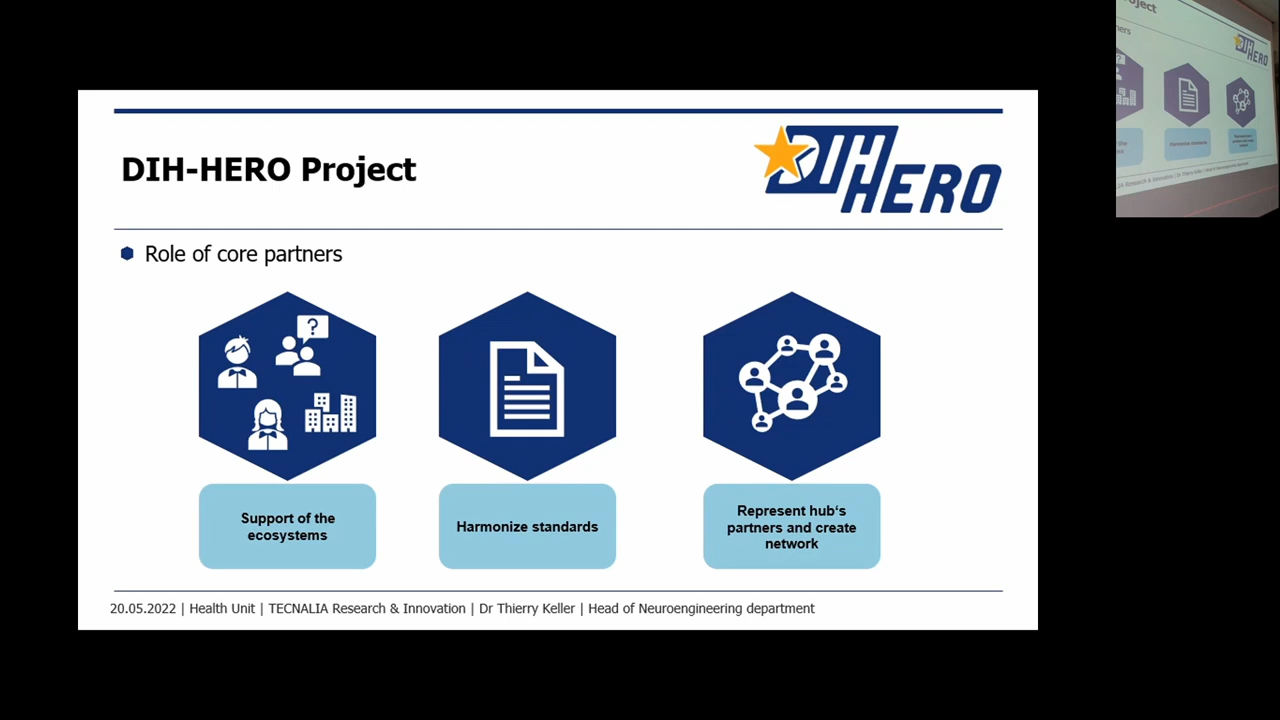 DIH-HERO Project
DIH
HERO
Role of core partners
?
Support of the
ecosystems
Harmonize standards
Represent hub‘s
partners and create
network
20.05.2022 | Health Unit | TECNALIA Research & Innovation | Dr Thierry Keller | Head of Neuroengineering department